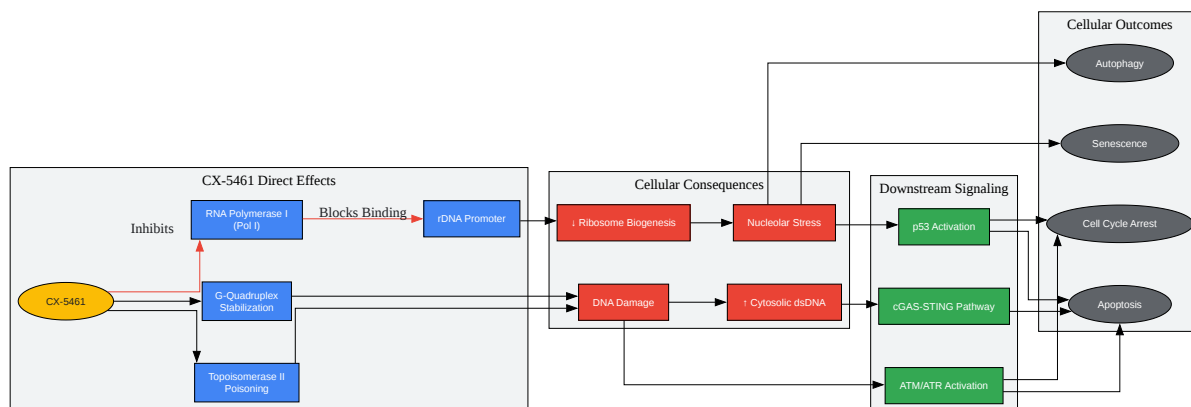 Cellular Outcomes
Autophagy
Senescence
CX-5461 Direct Effects
Cellular Consequences
Downstream Signaling
RNA Polymerase I
(Pol I)
Blocks Binding
rDNA Promoter
↓ Ribosome Biogenesis
Nucleolar Stress
p53 Activation
Cell Cycle Arrest
Inhibits
CX-5461
G-Quadruplex
Stabilization
DNA Damage
↑ Cytosolic dsDNA
cGAS-STING Pathway
Apoptosis
Topoisomerase II
Poisoning
ATM/ATR Activation